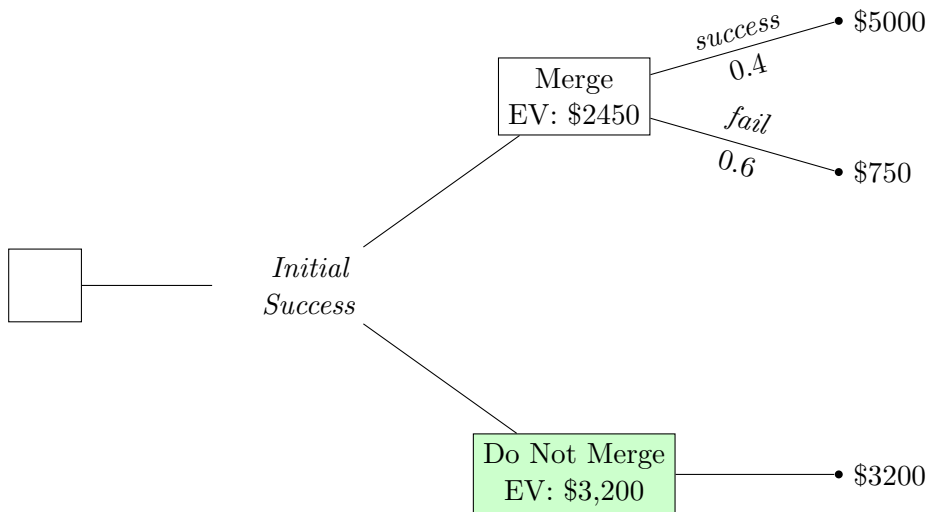 success
0.4
$5000
Merge
EV: $2450
fail
0.6
$750
Initial
Success
Do Not Merge
EV: $3,200
$3200